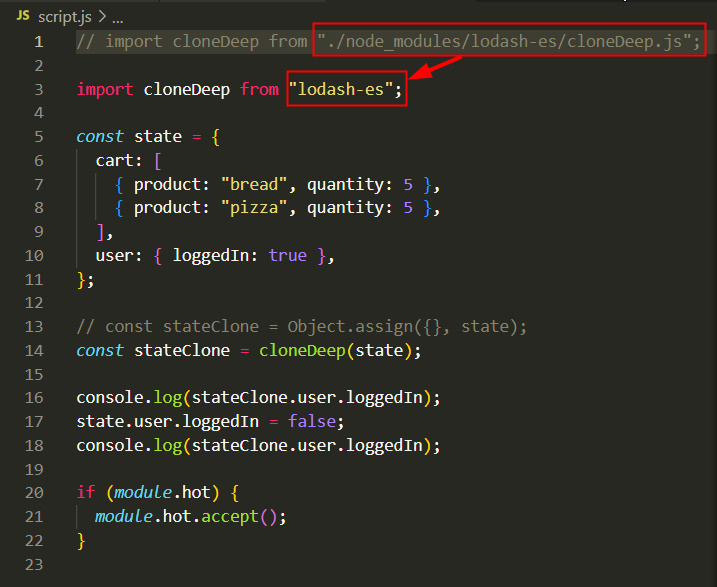 JS script.js > ...
1 // import cloneDeep from "./node_modules/lodash-es/cloneDeep.js";
2
3 import cloneDeep from "lodash-es";
4
5 const state = {
6 cart: [
7 { product: "bread", quantity: 5 },
8 { product: "pizza", quantity: 5 },
9 ],
10 user: { loggedIn: true },
11 };
12
13 // const stateClone = Object.assign({}, state);
14 const stateClone = cloneDeep(state);
15
16 console.log(stateClone.user.loggedIn);
17 state.user.loggedIn = false;
18 console.log(stateClone.user.loggedIn);
19
20 if (module.hot) {
21 module.hot.accept();
22 }
23